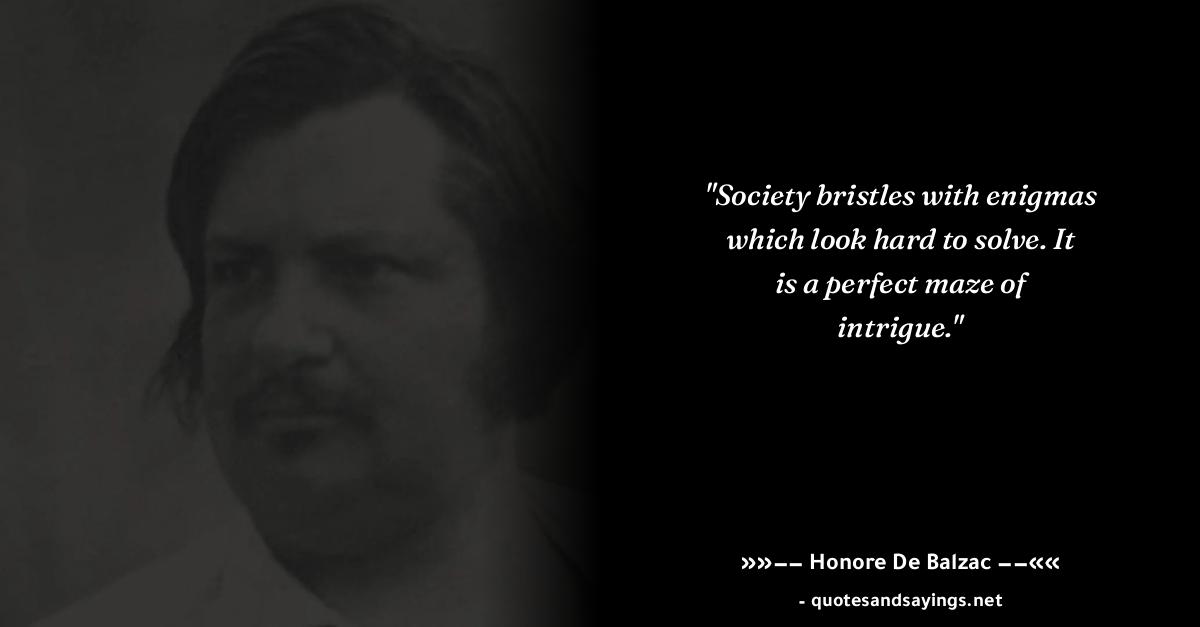 "Society bristles with enigmas
which look hard to solve. It
is a perfect maze of
intrigue."
»»−− Honore De Balzac −−««
- quotesandsayings.net